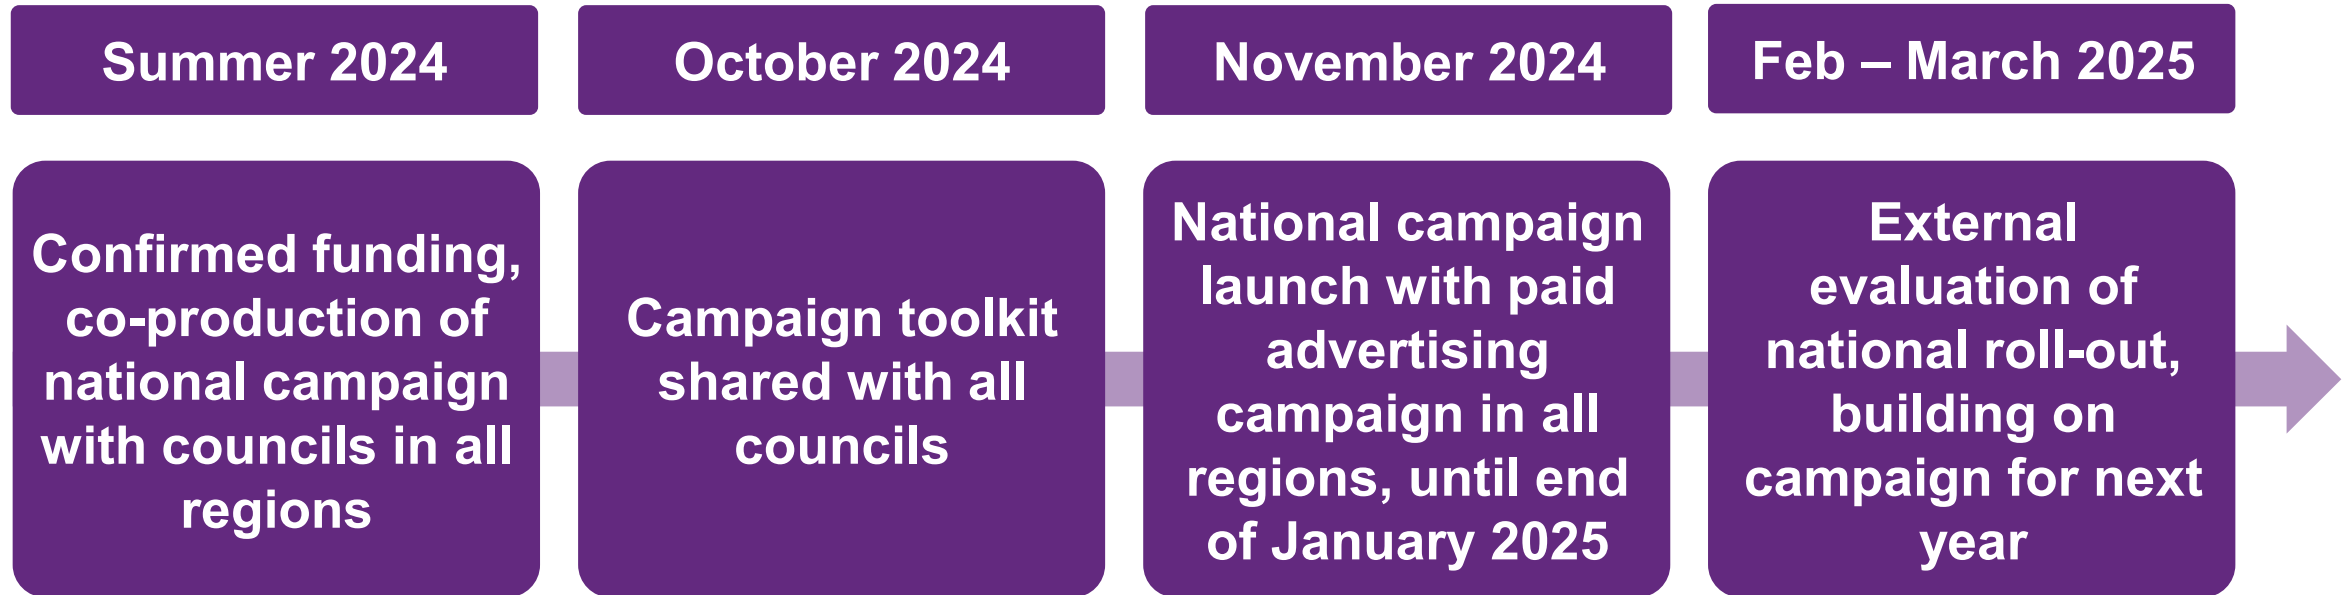 Summer 2024
October 2024
November 2024
Feb – March 2025
Confirmed funding,
co-production of
national campaign
with councils in all
regions
Campaign toolkit
shared with all
councils
National campaign
launch with paid
advertising
campaign in all
regions, until end
of January 2025
External
evaluation of
national roll-out,
building on
campaign for next
year